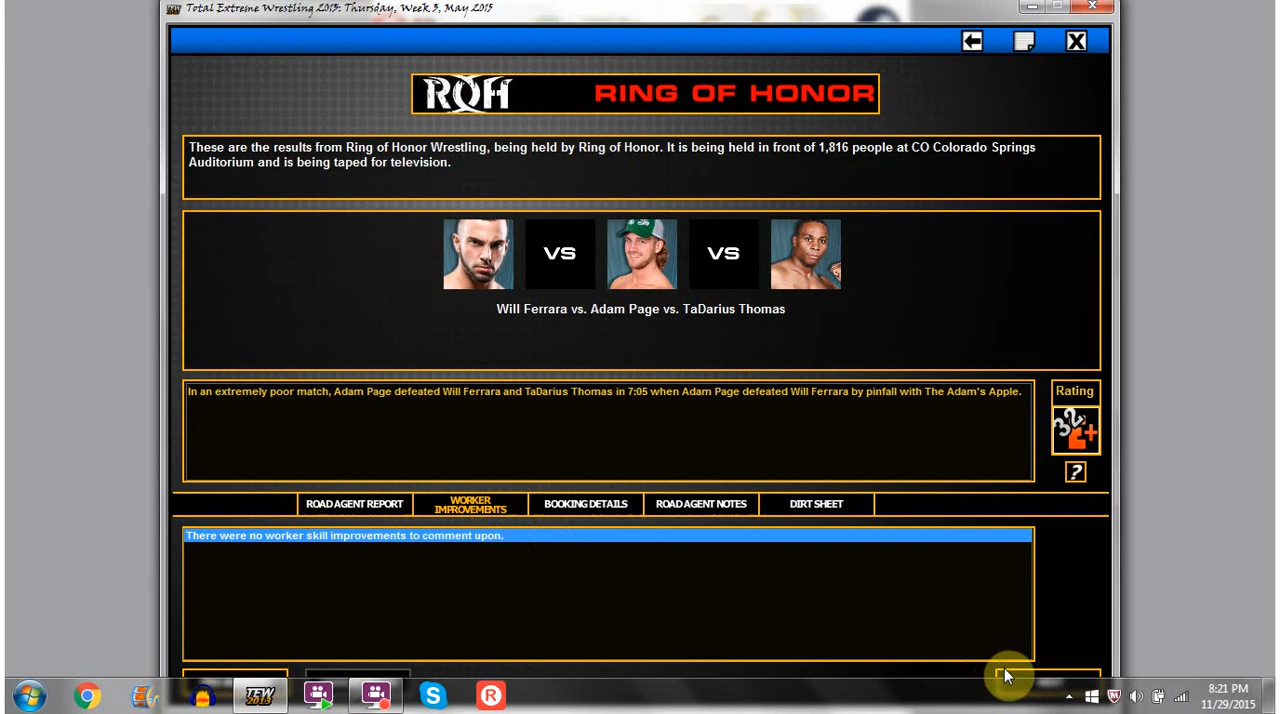 TEW Total Extreme Wrestling 2013: Thursday, Week 3, May 2015
ROH RING OF HONOR
These are the results from Ring of Honor Wrestling, being held by Ring of Honor. It is being held in front of 1,816 people at CO Colorado Springs
Auditorium and is being taped for television.
VS VS
Will Ferrara vs. Adam Page vs. TaDarius Thomas
In an extremely poor match, Adam Page defeated Will Ferrara and TaDarius Thomas in 7:05 when Adam Page defeated Will Ferrara by pinfall with The Adam's Apple.
Rating
32 E+
?
ROAD AGENT REPORT
WORKER
IMPROVEMENTS
BOOKING DETAILS
ROAD AGENT NOTES
DIRT SHEET
There were no worker skill improvements to comment upon.
TEW
2013
S
R
8:21 PM
11/29/2015